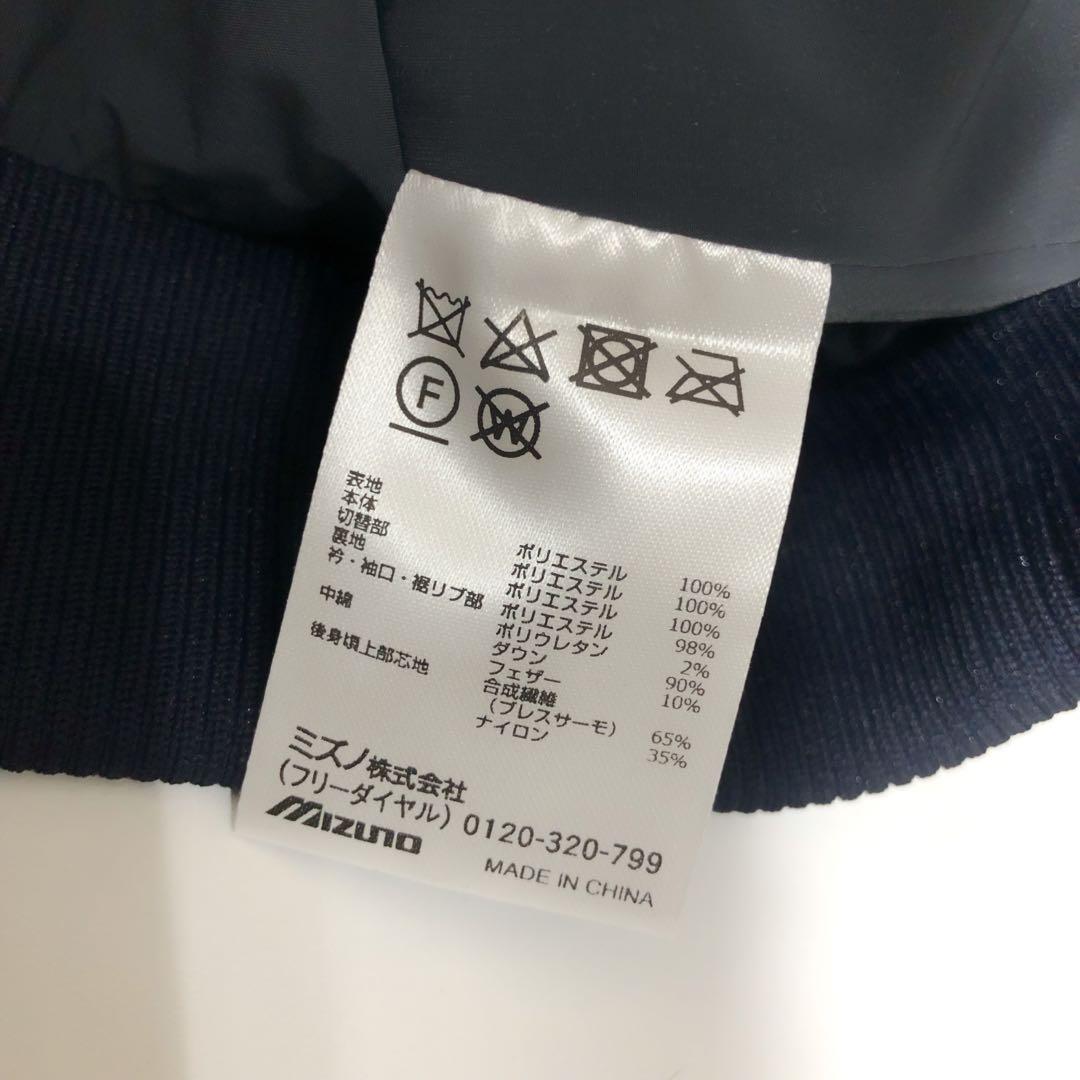 F
W
表地
本体 ポリエステル 100%
切替部 ポリエステル 100%
裏地 ポリエステル 100%
衿・袖口・裾リブ部 ポリエステル 98%
ポリウレタン 2%
中綿 ダウン 90%
フェザー 10%
後身頃上部芯地 合成繊維
(ブレスサーモ) 65%
ナイロン 35%
ミズノ株式会社
(フリーダイヤル) 0120-320-799
MIZUNO
MADE IN CHINA